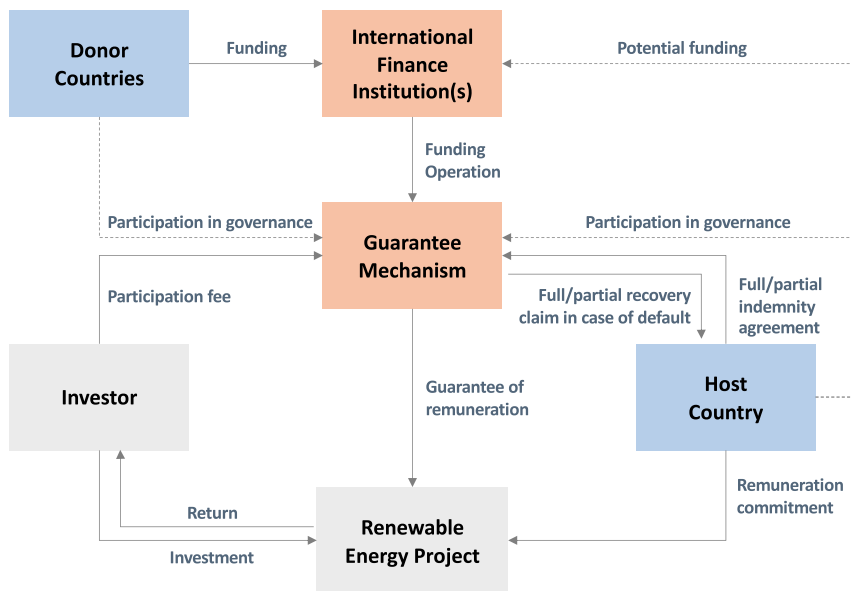 Donor
Countries
Funding
International
Finance
Institution(s)
Potential funding
Funding
Operation
Participation in governance
Guarantee
Mechanism
Participation in governance
Participation fee
Full/partial recovery
claim in case of default
Full/partial
indemnity
agreement
Investor
Guarantee of
remuneration
Host
Country
Return
Investment
Renewable
Energy Project
Remuneration
commitment